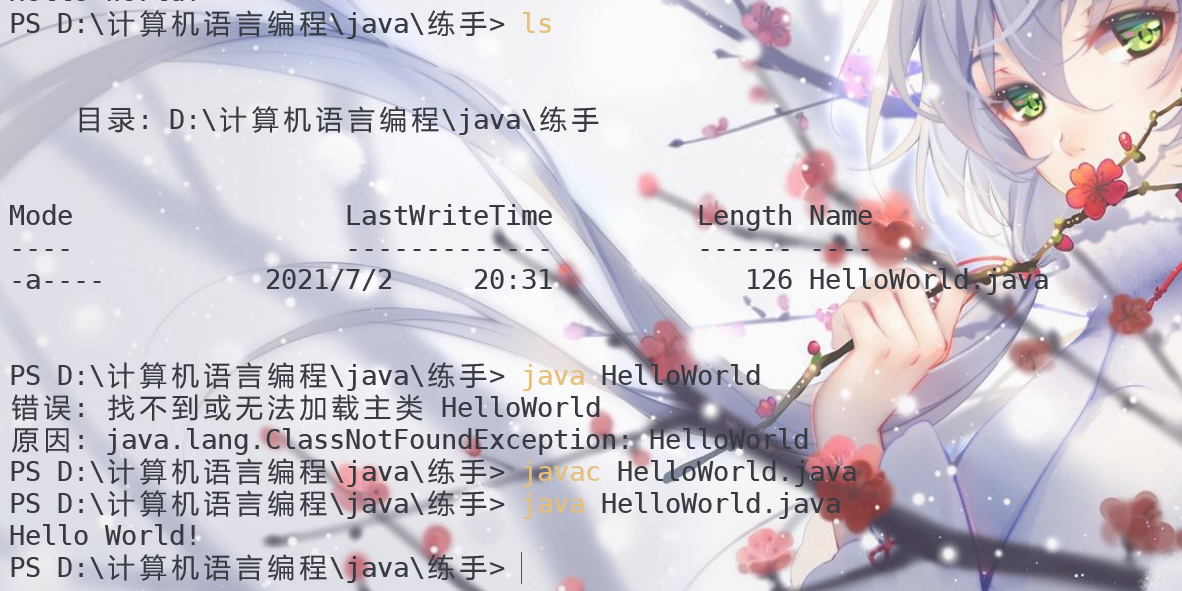 Hello World!
PS D:\计算机语言编程\java\练手> ls
目录: D:\计算机语言编程\java\练手
Mode                 LastWriteTime         Length Name
----                 -------------         ------ ----
-a----          2021/7/2     20:31            126 HelloWorld.java
PS D:\计算机语言编程\java\练手> java HelloWorld
错误: 找不到或无法加载主类 HelloWorld
原因: java.lang.ClassNotFoundException: HelloWorld
PS D:\计算机语言编程\java\练手> javac HelloWorld.java
PS D:\计算机语言编程\java\练手> java HelloWorld.java
Hello World!
PS D:\计算机语言编程\java\练手>